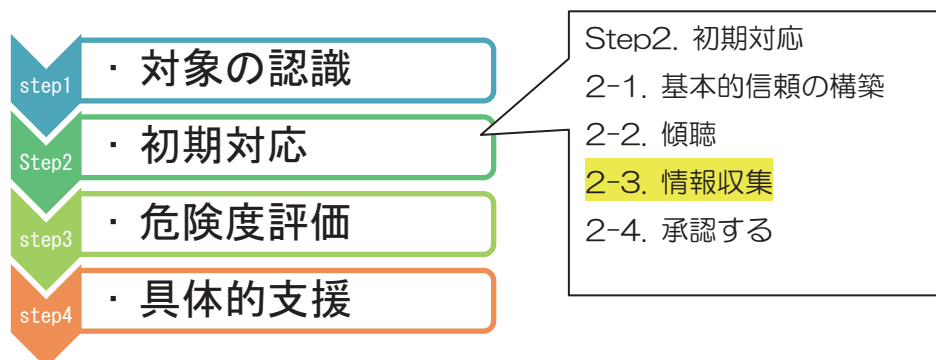 step1
・対象の認識
Step2
・初期対応
step3
・危険度評価
step4
・具体的支援
Step2. 初期対応
2-1. 基本的信頼の構築
2-2. 傾聴
2-3. 情報収集
2-4. 承認する